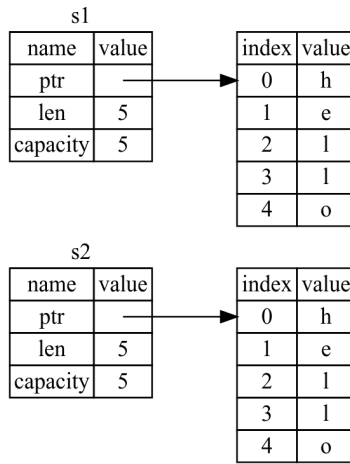 s1
name value index value
ptr 0 h
len 5 1 e
capacity 5 2 l
3 l
4 o
s2
name value index value
ptr 0 h
len 5 1 e
capacity 5 2 l
3 l
4 o